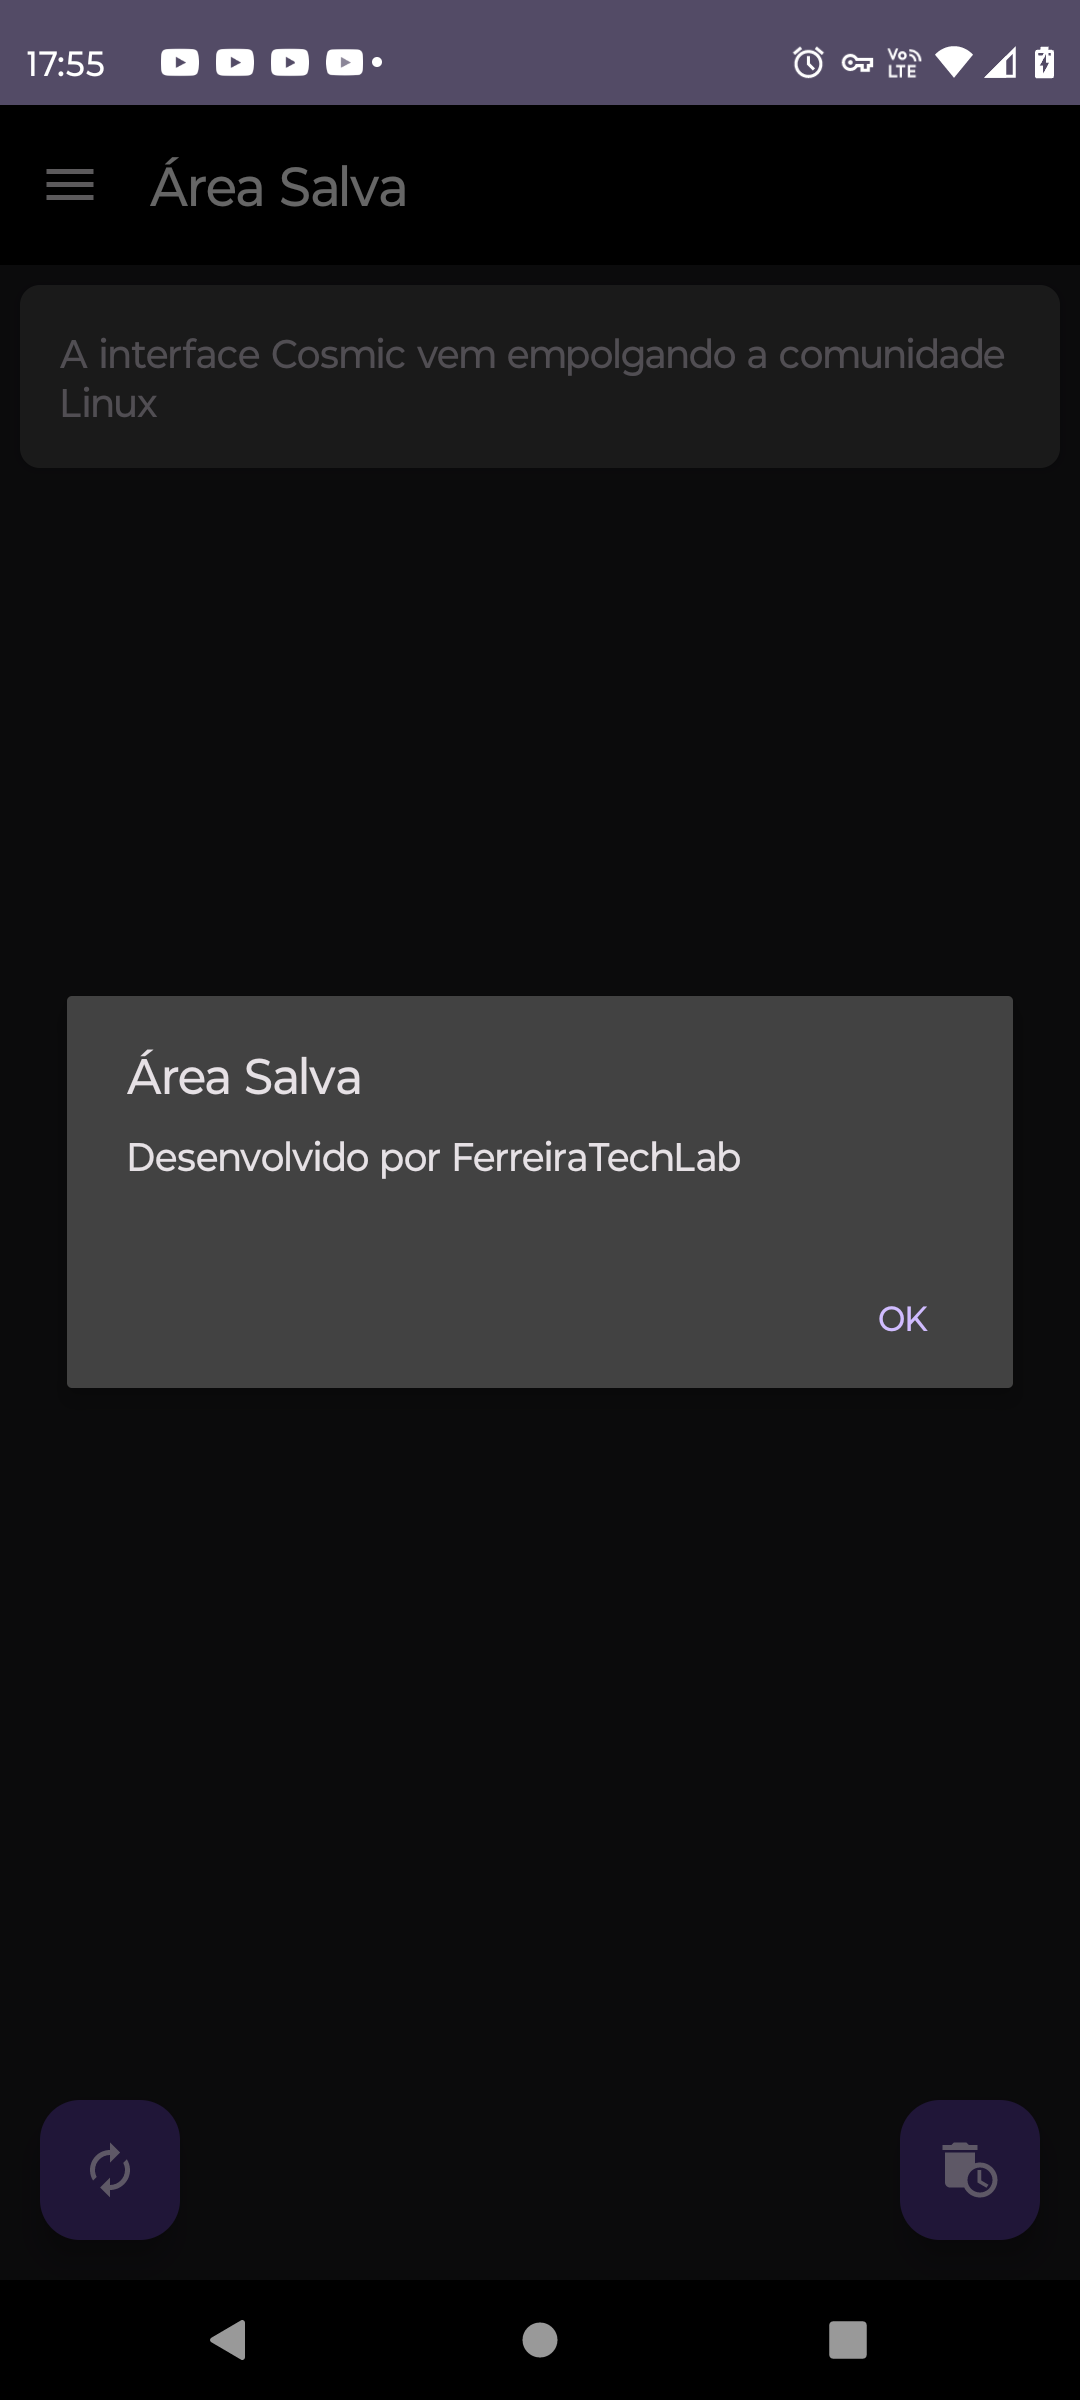 17:55
Vo
LTE
Área Salva
A interface Cosmic vem empolgando a comunidade
Linux
Área Salva
Desenvolvido por FerreiraTechLab
OK